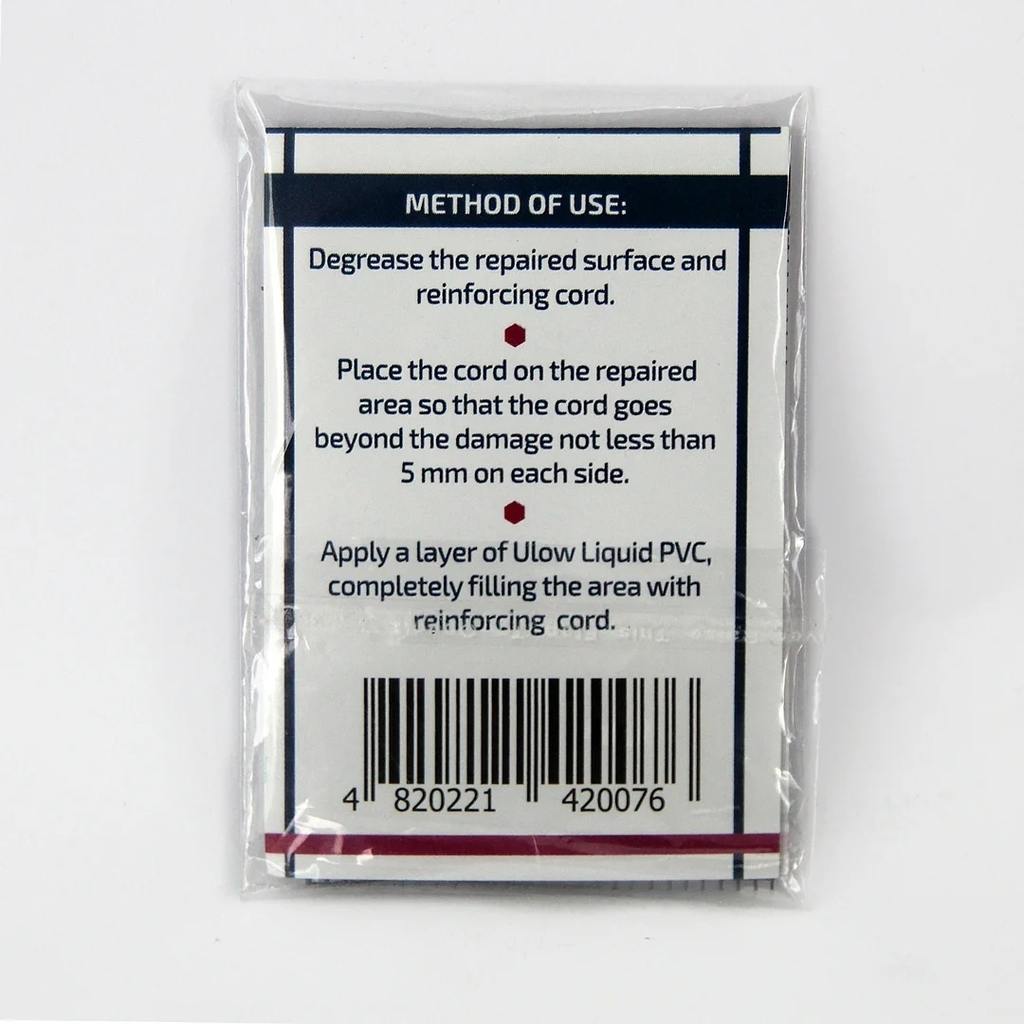 METHOD OF USE:
Degrease the repaired surface and
reinforcing cord.
Place the cord on the repaired
area so that the cord goes
beyond the damage not less than
5 mm on each side.
Apply a layer of Ulow Liquid PVC,
completely filling the area with
reinforcing cord.
4 820221 420076